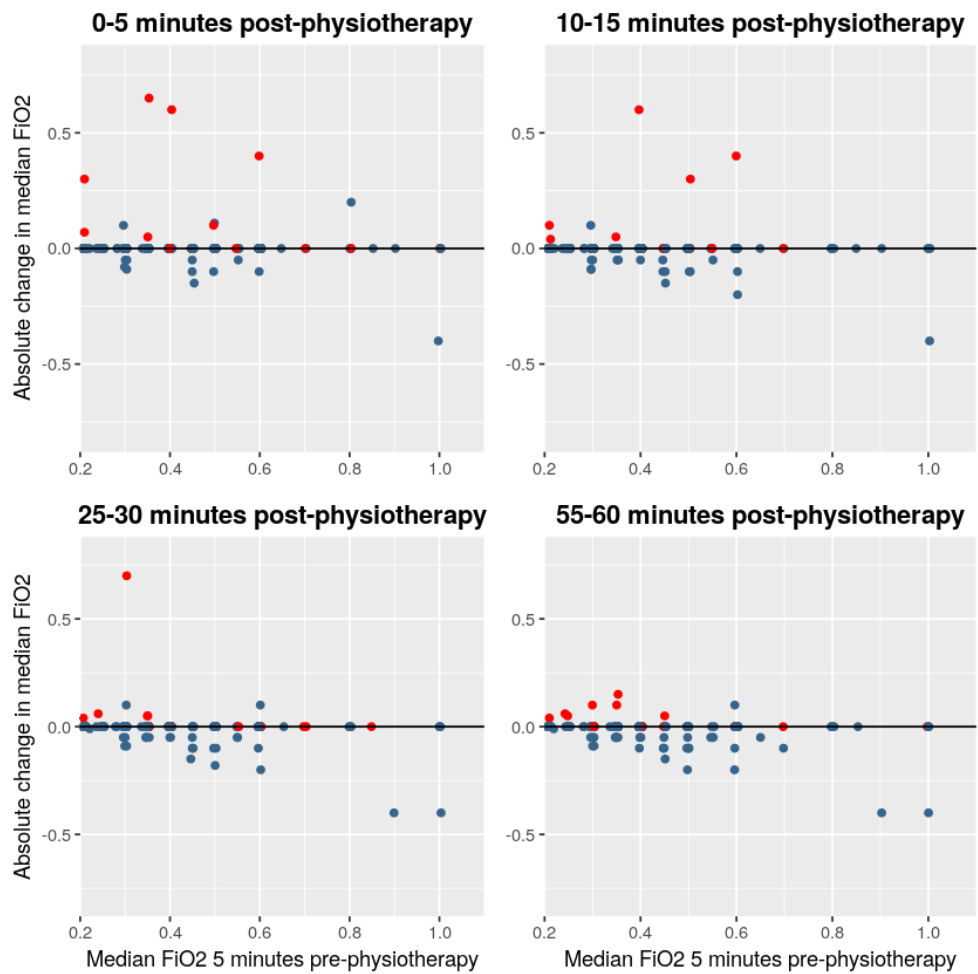 0-5 minutes post-physiotherapy
10-15 minutes post-physiotherapy
Absolute change in median FiO2
0.5
0.0
-0.5
0.2 0.4 0.6 0.8 1.0
0.5
0.0
-0.5
0.2 0.4 0.6 0.8 1.0
25-30 minutes post-physiotherapy
55-60 minutes post-physiotherapy
Absolute change in median FiO2
0.5
0.0
-0.5
0.2 0.4 0.6 0.8 1.0
Median FiO2 5 minutes pre-physiotherapy
0.5
0.0
-0.5
0.2 0.4 0.6 0.8 1.0
Median FiO2 5 minutes pre-physiotherapy